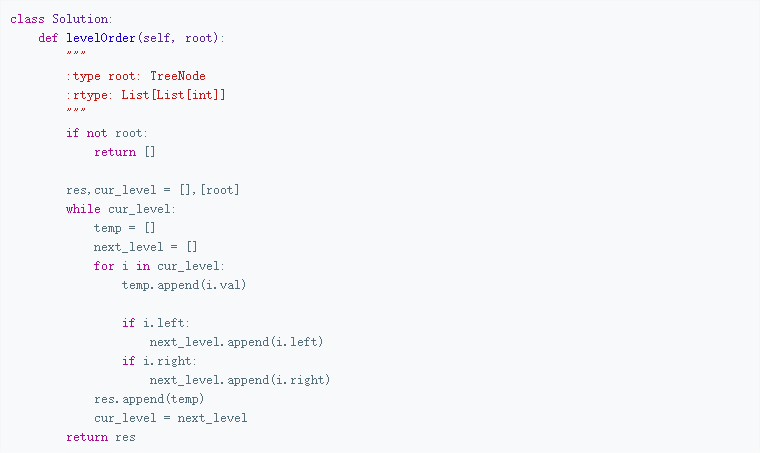 class Solution:
    def levelOrder(self, root):
        """
        :type root: TreeNode
        :rtype: List[List[int]]
        """
        if not root:
            return []
        res,cur_level = [],[root]
        while cur_level:
            temp = []
            next_level = []
            for i in cur_level:
                temp.append(i.val)
                if i.left:
                    next_level.append(i.left)
                if i.right:
                    next_level.append(i.right)
            res.append(temp)
            cur_level = next_level
        return res